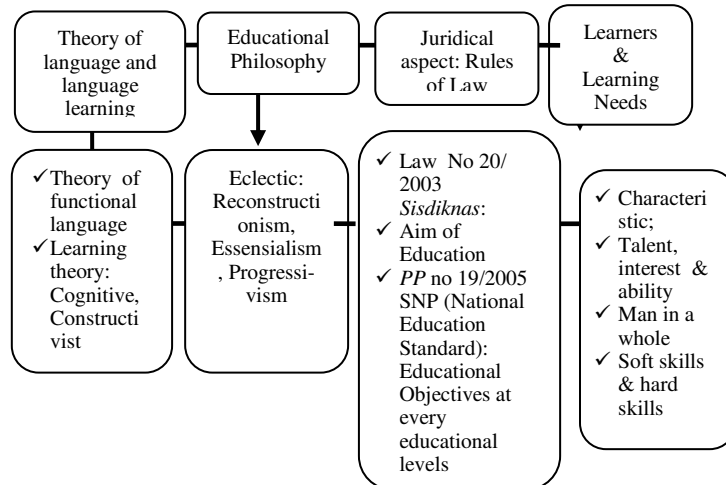 Theory of
language and
language
learning
Educational
Philosophy
Juridical
aspect: Rules
of Law
Learners
&
Learning
Needs
✓Theory of
functional
language
✓Learning
theory:
Cognitive,
Constructi
vist
Eclectic:
Reconstructi
onism,
Essensialism
, Progressi-
vism
✓ Law No 20/
2003
Sisdiknas:
✓ Aim of
Education
✓ PP no 19/2005
SNP (National
Education
Standard):
Educational
Objectives at
every
educational
levels
✓ Characteri
stic;
✓ Talent,
interest &
ability
✓ Man in a
whole
✓ Soft skills
& hard
skills